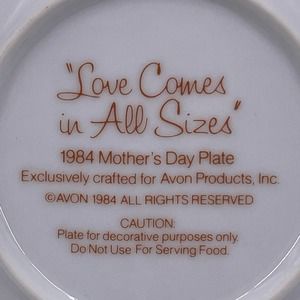 "Love Comes
in All Sizes"
1984 Mother's Day Plate
Exclusively crafted for Avon Products, Inc.
©AVON 1984 ALL RIGHTS RESERVED
CAUTION:
Plate for decorative purposes only.
Do Not Use For Serving Food.